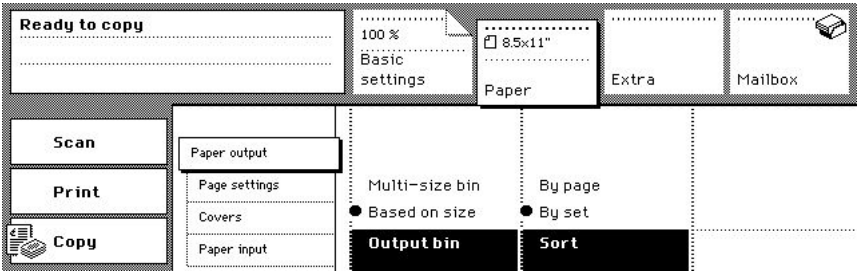 Ready to copy
100 %
Basic
settings
8.5x11"
Paper
Extra
Mailbox
Scan
Print
Copy
Paper output
Page settings
Covers
Paper input
Multi-size bin
Based on size
Output bin
By page
By set
Sort